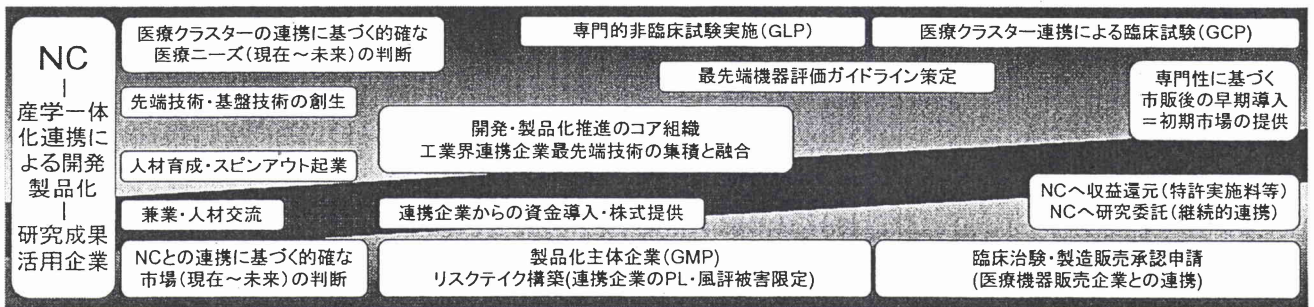 NC
｜
産学一体
化連携に
よる開発
製品化
｜
研究成果
活用企業
医療クラスターの連携に基づく的確な
医療ニーズ(現在～未来)の判断
専門的非臨床試験実施(GLP)
医療クラスター連携による臨床試験(GCP)
最先端機器評価ガイドライン策定
専門性に基づく
市販後の早期導入
＝初期市場の提供
先端技術・基盤技術の創生
開発・製品化推進のコア組織
工業界連携企業最先端技術の集積と融合
人材育成・スピンアウト起業
兼業・人材交流
連携企業からの資金導入・株式提供
NCへ収益還元(特許実施料等)
NCへ研究委託(継続的連携)
NCとの連携に基づく的確な
市場(現在～未来)の判断
製品化主体企業(GMP)
リスクテイク構築(連携企業のPL・風評被害限定)
臨床治験・製造販売承認申請
(医療機器販売企業との連携)